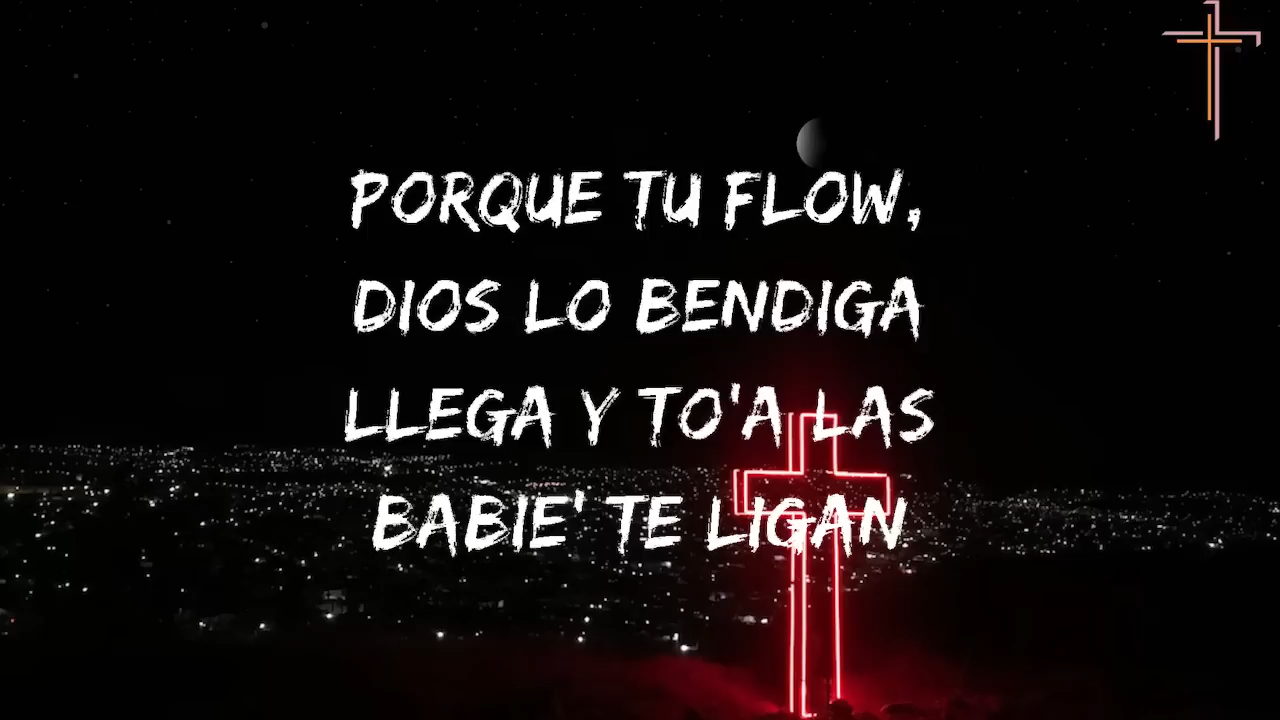 PORQUE TU FLOW,
DIOS LO BENDIGA
LLEGA Y TO'A LAS
BABIE' TE LIGAN